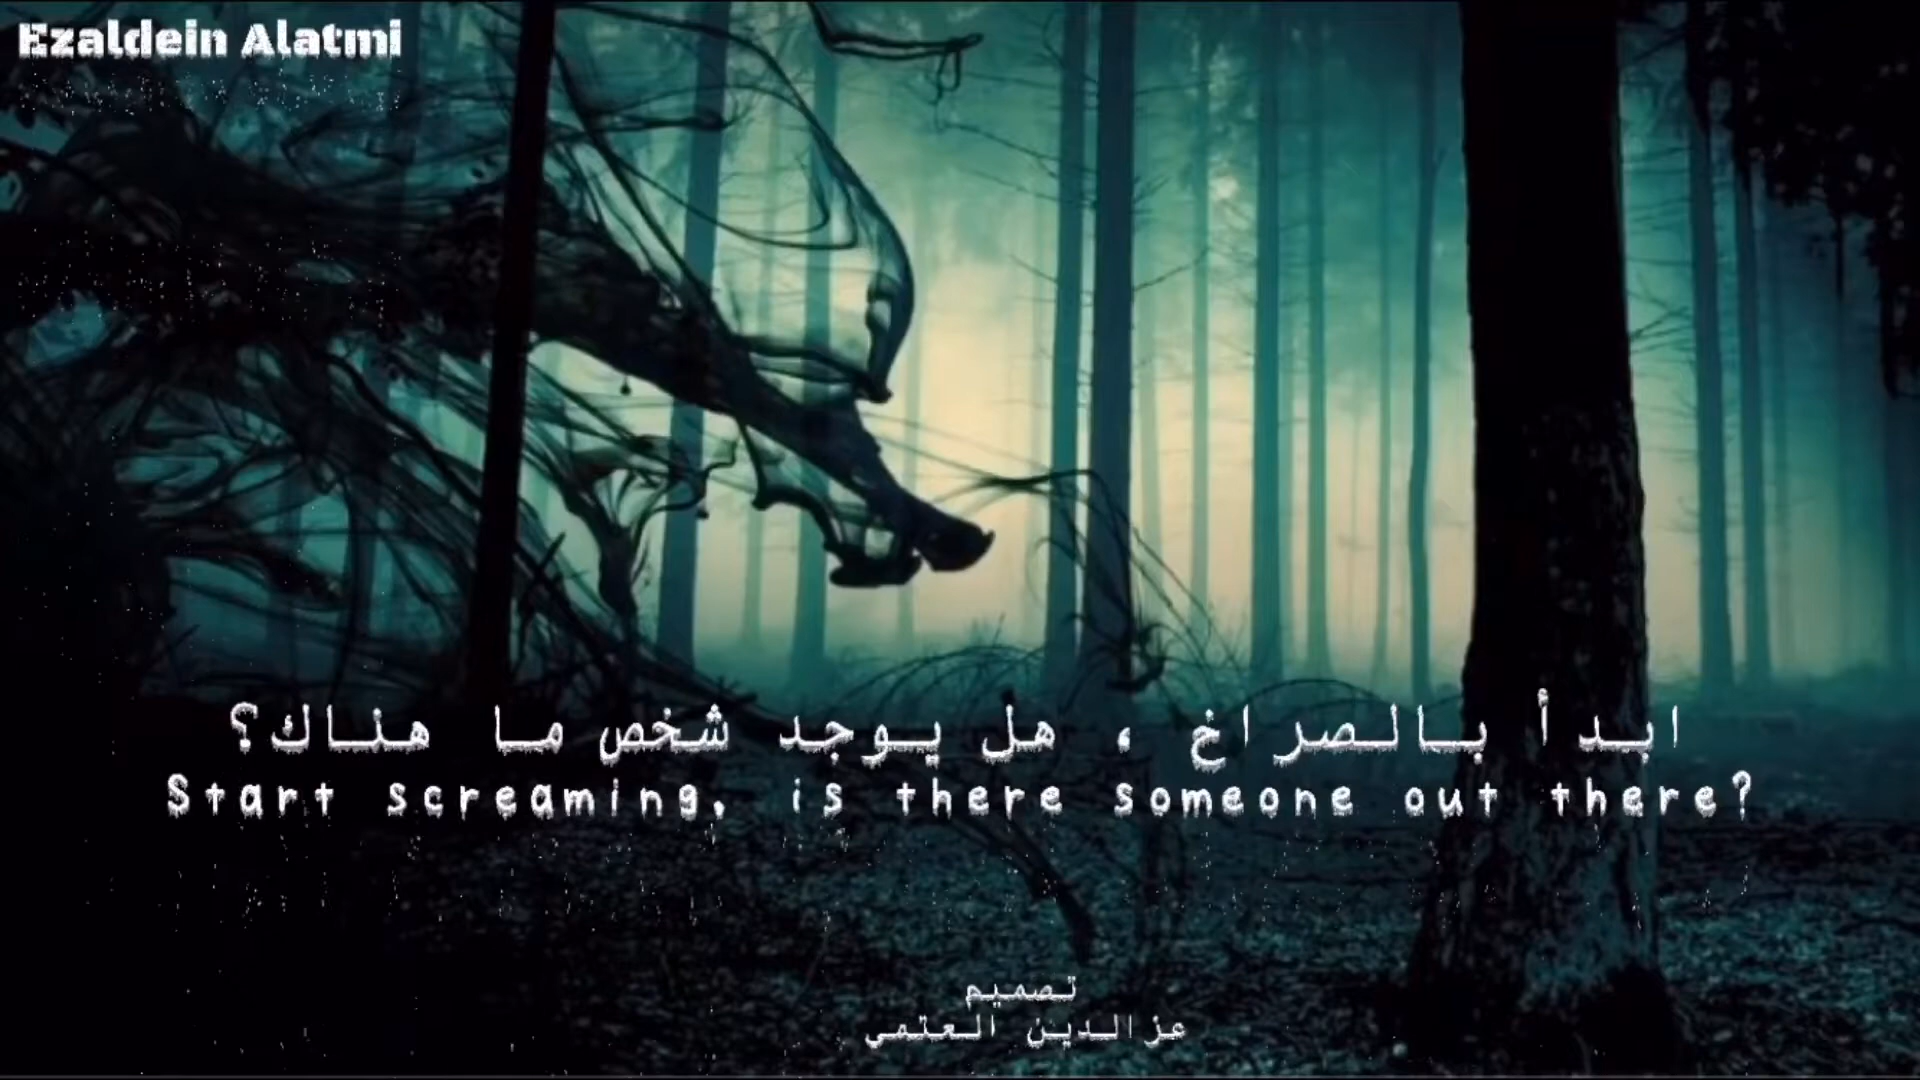 Ezaldein Alatmi
ابدأ بالصراخ ، هل يوجد شخص ما هناك؟
Start screaming, is there someone out there?
تصميم
عزالدين العتمي